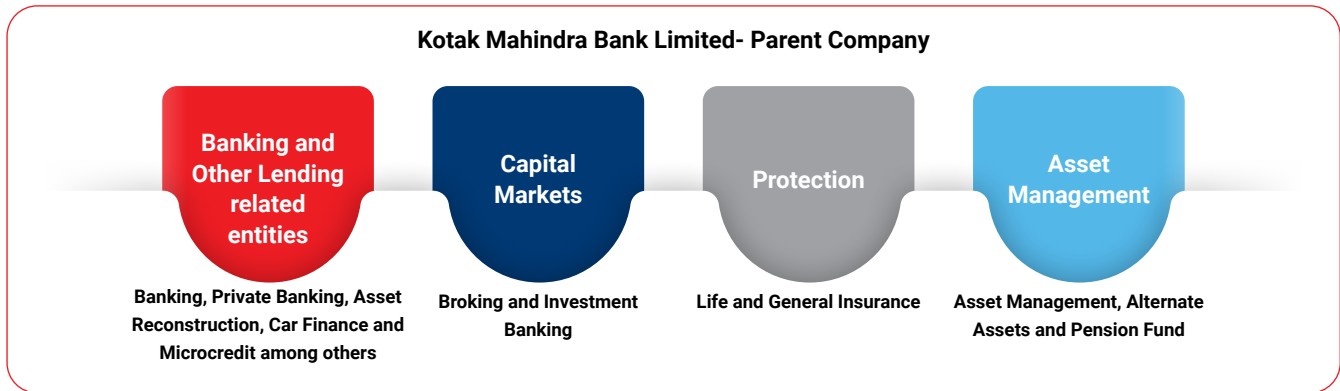 Kotak Mahindra Bank Limited- Parent Company
Banking and
Other Lending
related
entities
Capital
Markets
Protection
Asset
Management
Banking, Private Banking, Asset
Reconstruction, Car Finance and
Microcredit among others
Broking and Investment
Banking
Life and General Insurance
Asset Management, Alternate
Assets and Pension Fund